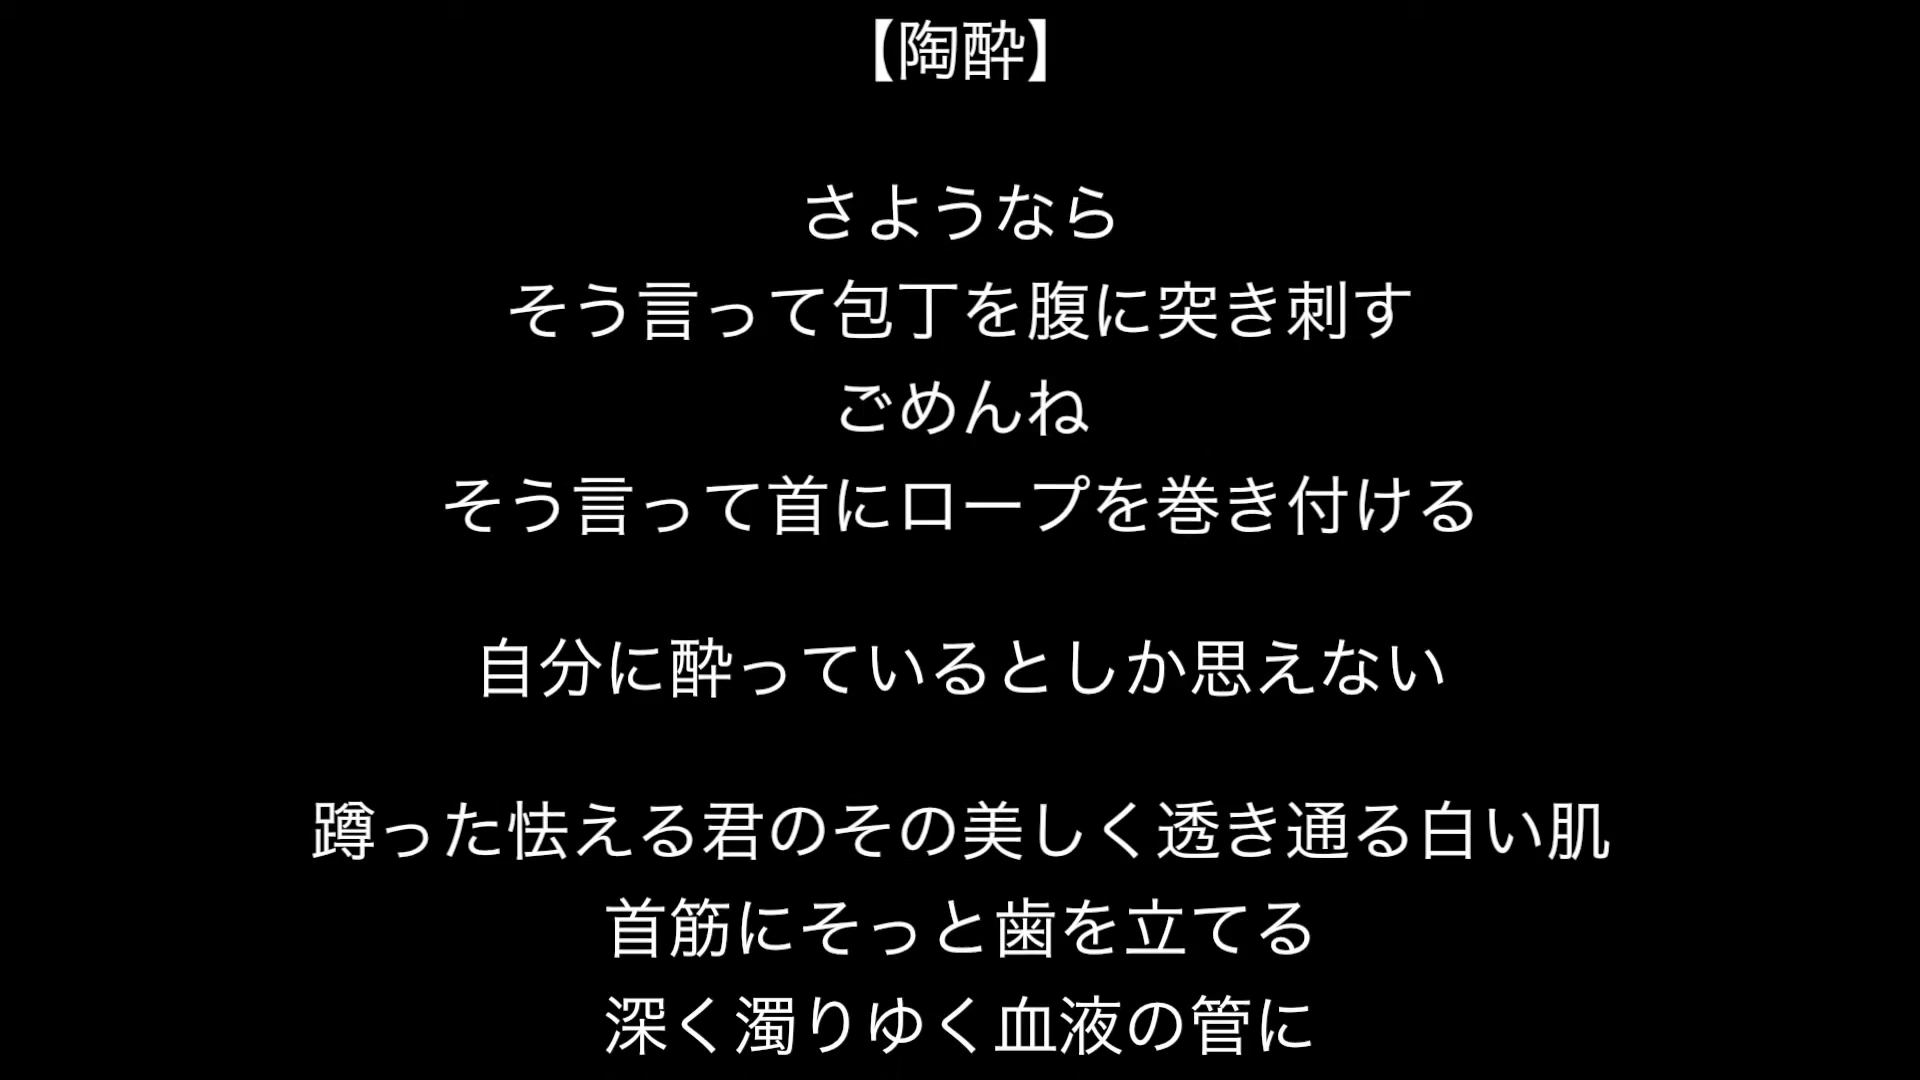 【陶酔】
さようなら
そう言って包丁を腹に突き刺す
ごめんね
そう言って首にロープを巻き付ける
自分に酔っているとしか思えない
蹲った怯える君のその美しく透き通る白い肌
首筋にそっと歯を立てる
深く濁りゆく血液の管に